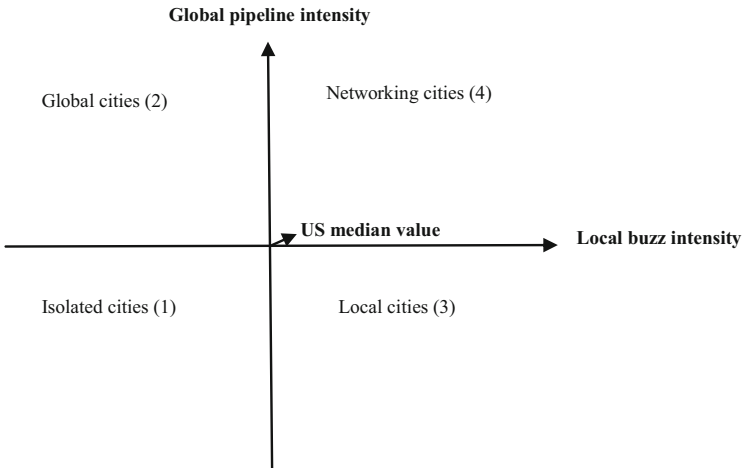 Global pipeline intensity
Global cities (2)
Networking cities (4)
US median value
Local buzz intensity
Isolated cities (1)
Local cities (3)